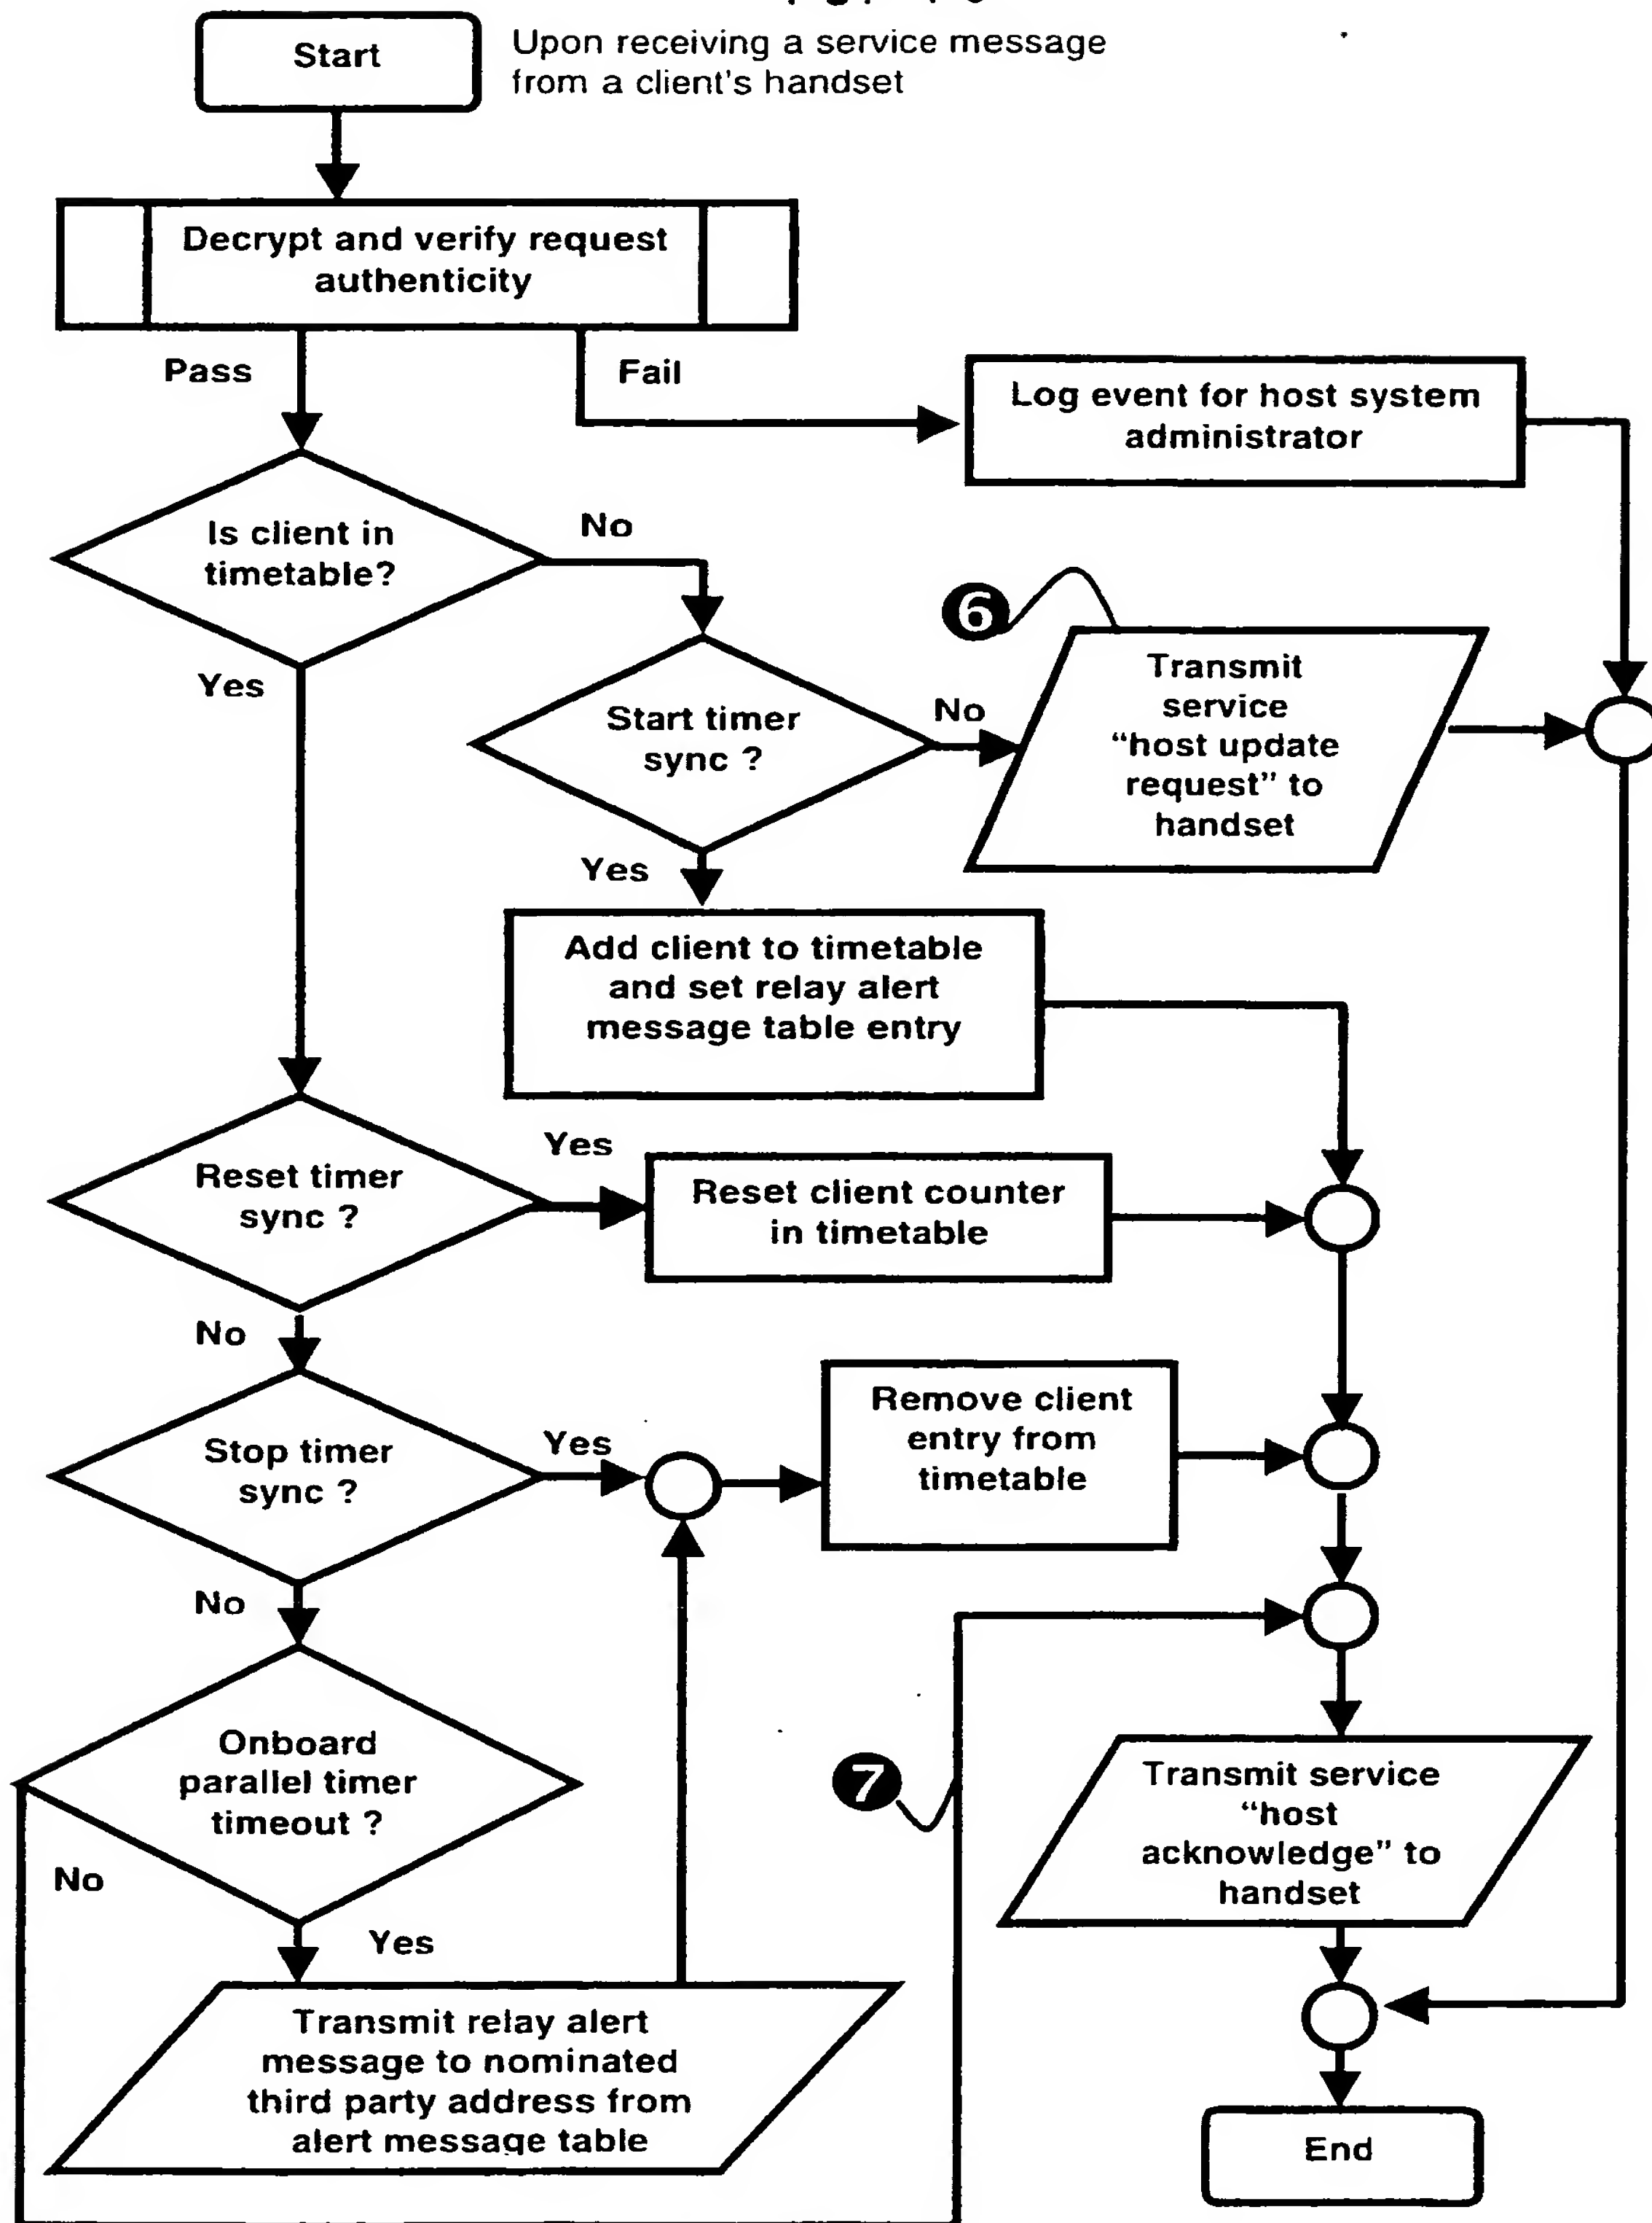 Start
Upon receiving a service message
from a client's handset
Decrypt and verify request
authenticity
Pass
Fail
Log event for host system
administrator
Is client in
timetable?
No
6
Yes
Transmit
service
“host update
request” to
handset
Start timer
sync ?
No
Yes
Add client to timetable
and set relay alert
message table entry
Reset timer
sync ?
Yes
Reset client counter
in timetable
No
Stop timer
sync ?
Yes
Remove client
entry from
timetable
No
Onboard
parallel timer
timeout ?
7
Transmit service
“host
acknowledge” to
handset
No
Yes
Transmit relay alert
message to nominated
third party address from
alert message table
End